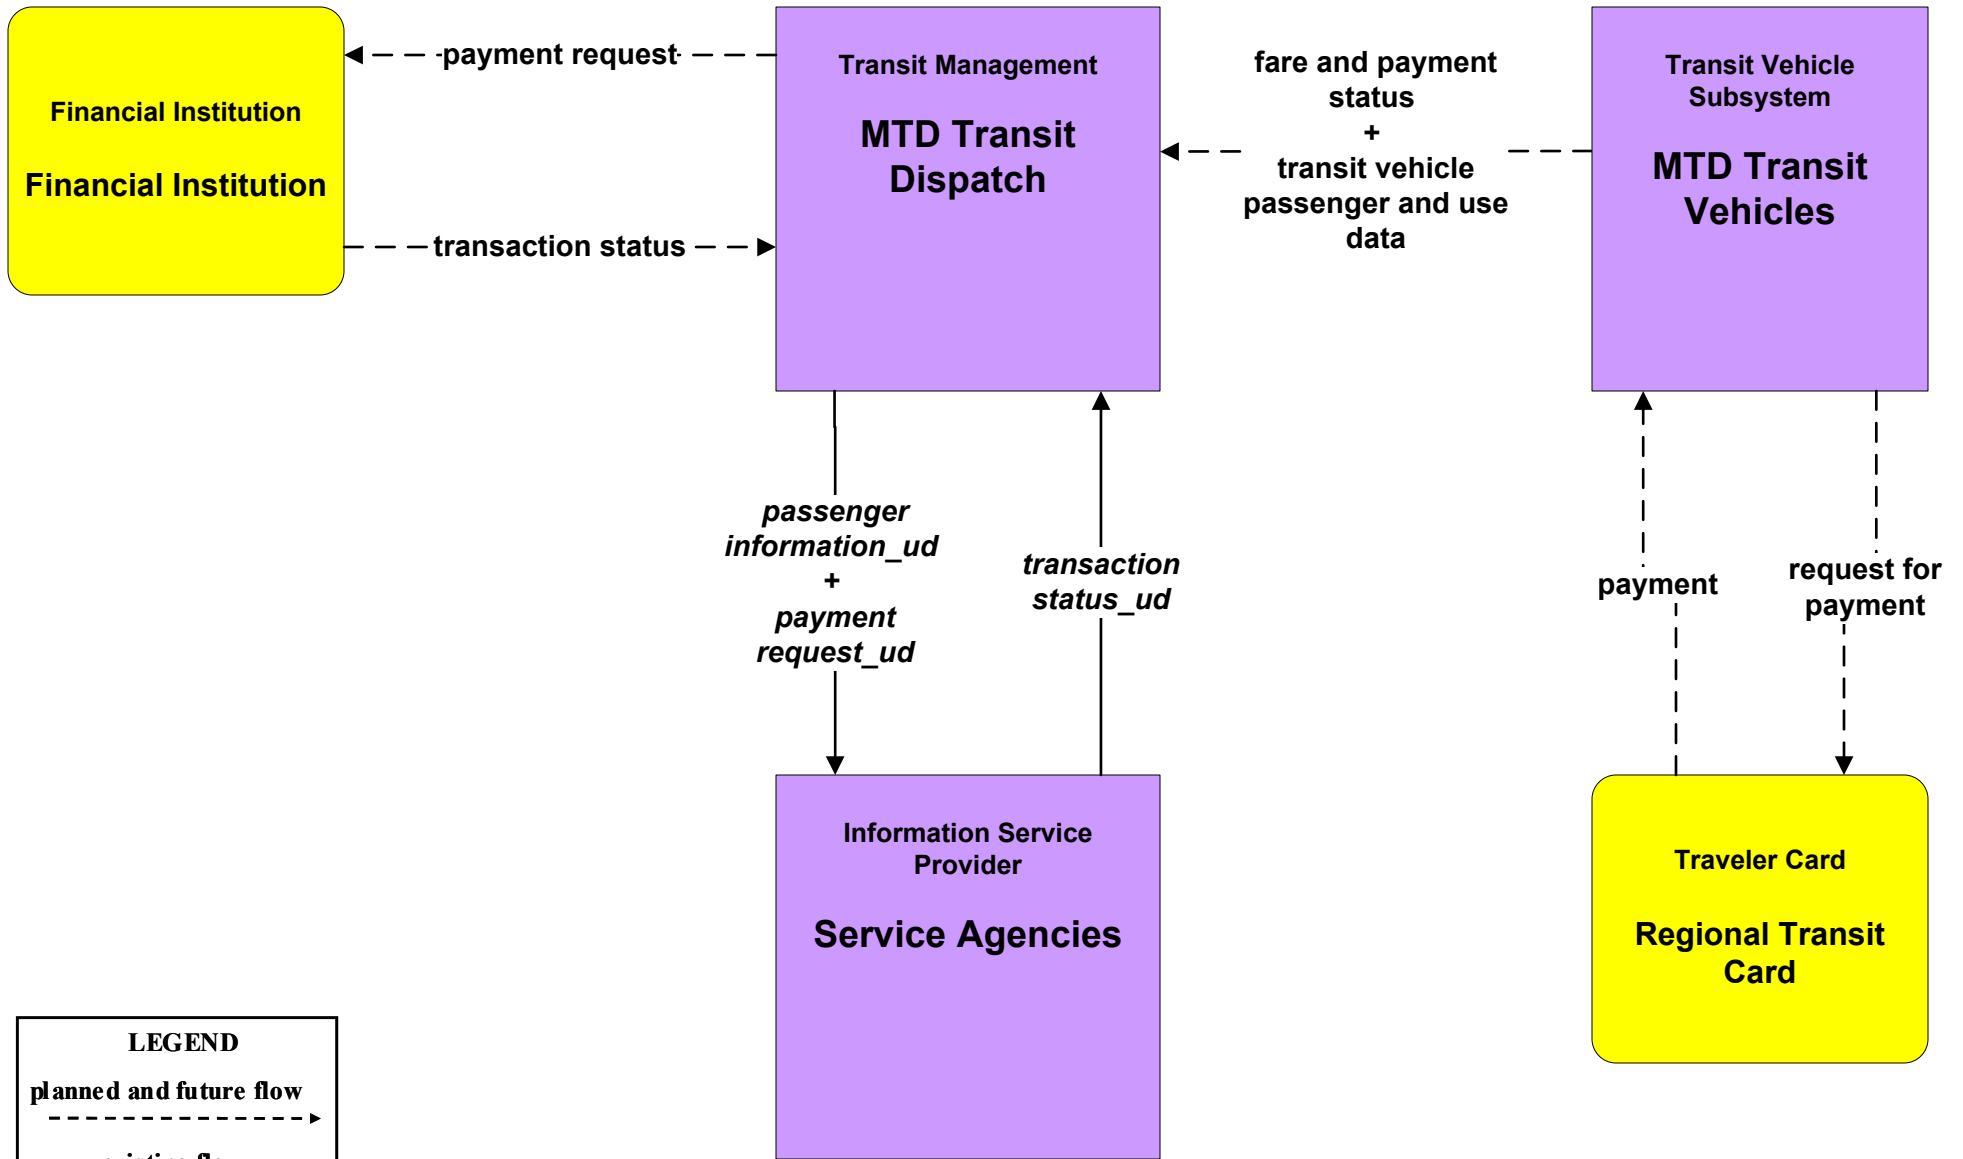 Financial Institution
Financial Institution
payment request
transaction status
Transit Management
MTD Transit
Dispatch
fare and payment
status
+
transit vehicle
passenger and use
data
Transit Vehicle
Subsystem
MTD Transit
Vehicles
passenger
information_ud
+
payment
request_ud
transaction
status_ud
payment
request for
payment
Information Service
Provider
Service Agencies
Traveler Card
Regional Transit
Card
LEGEND
planned and future flow